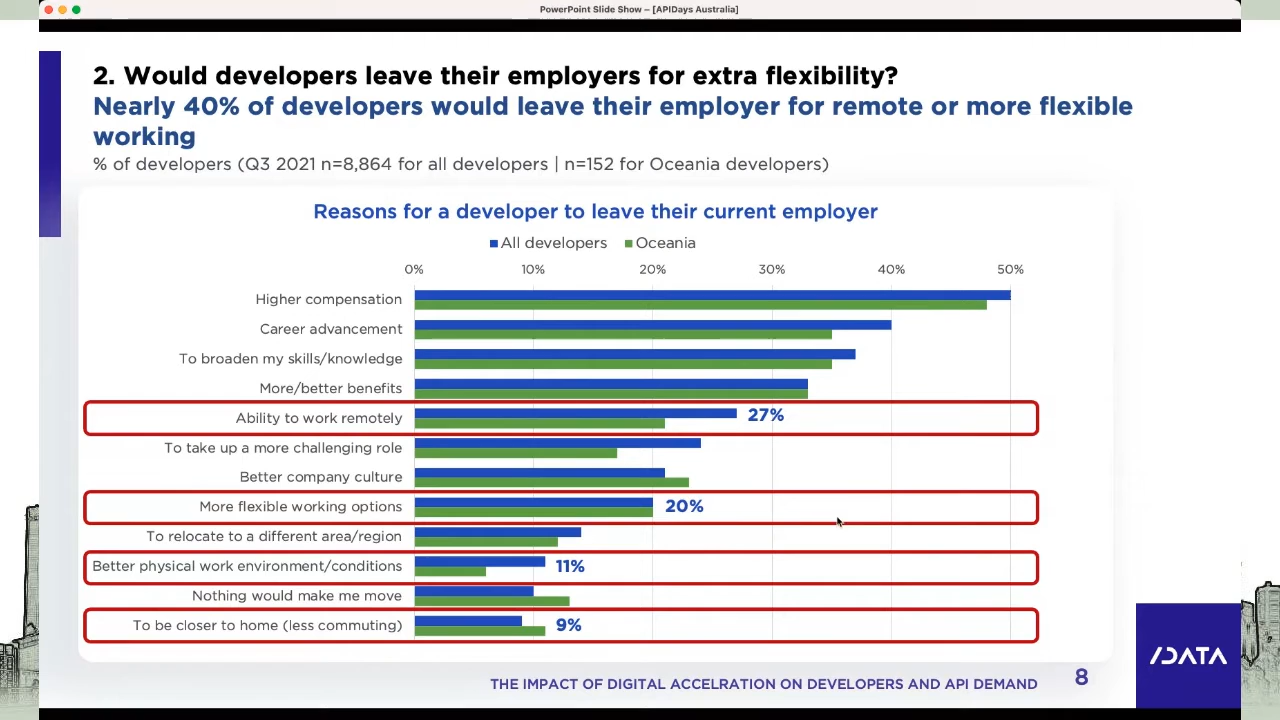 PowerPoint Slide Show – [APIDays Australia]
2. Would developers leave their employers for extra flexibility?
Nearly 40% of developers would leave their employer for remote or more flexible
working
% of developers (Q3 2021 n=8,864 for all developers | n=152 for Oceania developers)
Reasons for a developer to leave their current employer
All developers Oceania
0% 10% 20% 30% 40% 50%
Higher compensation
Career advancement
To broaden my skills/knowledge
More/better benefits
Ability to work remotely 27%
To take up a more challenging role
Better company culture
More flexible working options 20%
To relocate to a different area/region
Better physical work environment/conditions 11%
Nothing would make me move
To be closer to home (less commuting) 9%
THE IMPACT OF DIGITAL ACCELRATION ON DEVELOPERS AND API DEMAND 8
/DATA